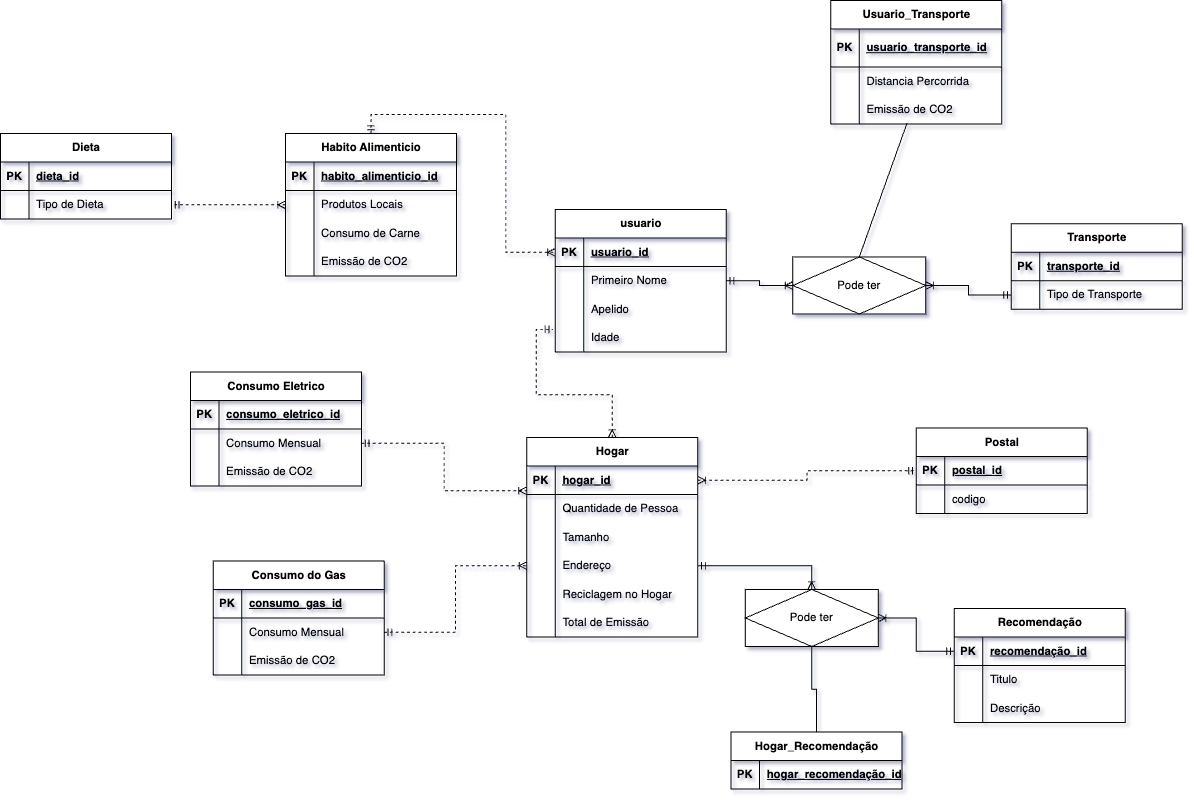 Usuario_Transporte
PK usuario_transporte_id
Distancia Percorrida
Emissão de CO2
Dieta
PK dieta_id
Tipo de Dieta
Habito Alimenticio
PK habito_alimenticio_id
Produtos Locais
Consumo de Carne
Emissão de CO2
usuario
PK usuario_id
Primeiro Nome
Apelido
Idade
Pode ter
Transporte
PK transporte_id
Tipo de Transporte
Consumo Eletrico
PK consumo_eletrico_id
Consumo Mensual
Emissão de CO2
Hogar
PK hogar_id
Quantidade de Pessoa
Tamanho
Endereço
Reciclagem no Hogar
Total de Emissão
Postal
PK postal_id
codigo
Consumo do Gas
PK consumo_gas_id
Consumo Mensual
Emissão de CO2
Pode ter
Recomendação
PK recomendação_id
Titulo
Descrição
Hogar_Recomendação
PK hogar_recomendação_id